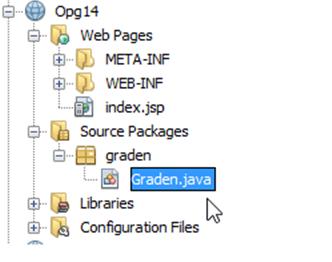 Opg14
Web Pages
META-INF
WEB-INF
index.jsp
Source Packages
graden
Graden.java
Libraries
Configuration Files